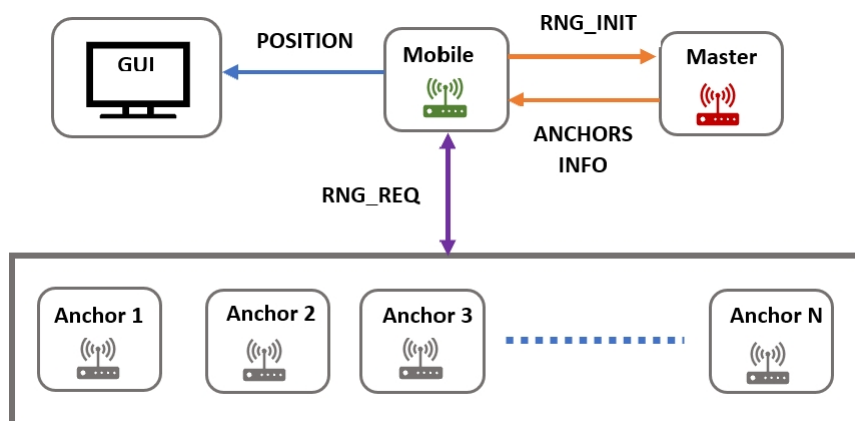 GUI
POSITION
Mobile
RNG_INIT
Master
ANCHORS
INFO
RNG_REQ
Anchor 1
Anchor 2
Anchor 3
Anchor N